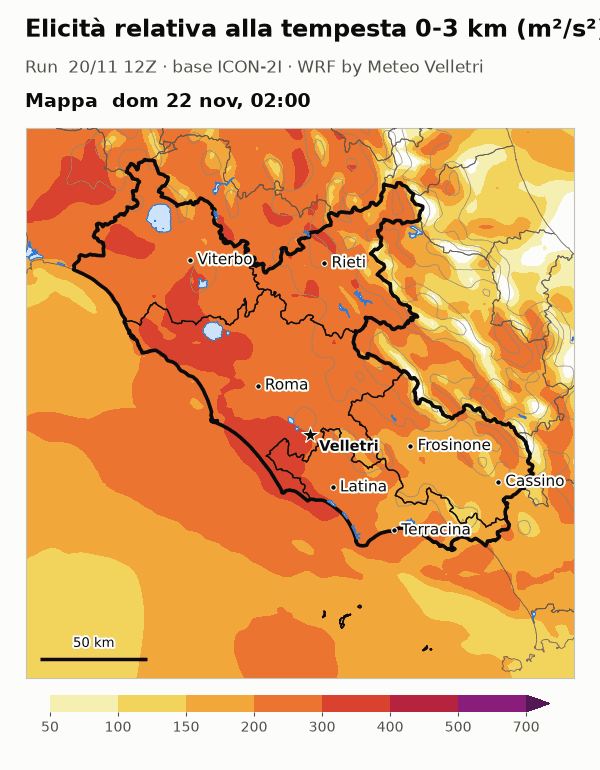 Elicità relativa alla tempesta 0-3 km (m²/s²)
Run 20/11 12Z · base ICON-2I · WRF by Meteo Velletri
Mappa dom 22 nov, 02:00
Viterbo
Rieti
Roma
Velletri
Frosinone
Cassino
Latina
Terracina
50 km
50 100 150 200 300 400 500 700